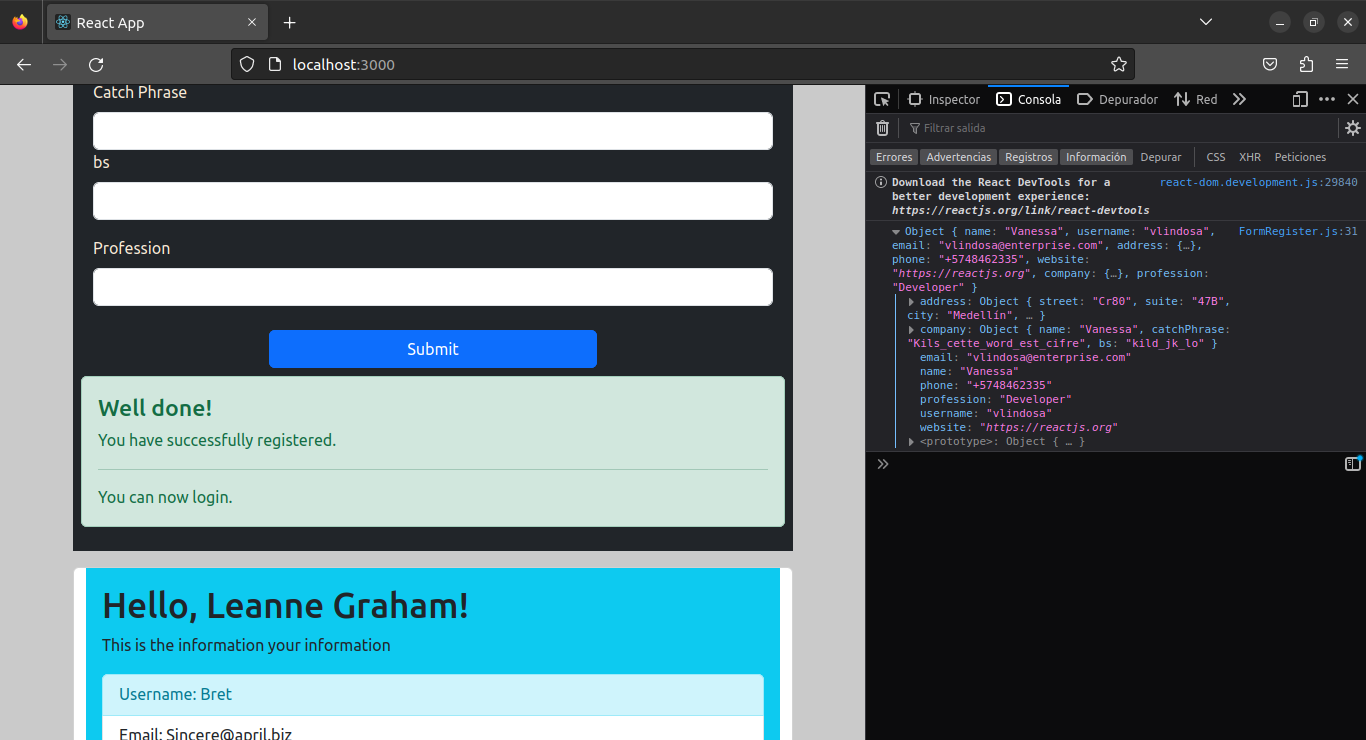 React App
localhost:3000
Catch Phrase
bs
Profession
Submit
Well done!
You have successfully registered.
You can now login.
Hello, Leanne Graham!
This is the information your information
Username: Bret
Email: Sincere@april.biz
Inspector Consola Depurador Red
Filtrar salida
Errores Advertencias Registros Información Depurar CSS XHR Peticiones
Download the React DevTools for a react-dom.development.js:29840
better development experience:
https://reactjs.org/link/react-devtools
Object { name: "Vanessa", username: "vlindosa", FormRegister.js:31
email: "vlindosa@enterprise.com", address: {…},
phone: "+5748462335", website:
"https://reactjs.org", company: {…}, profession:
"Developer" }
address: Object { street: "Cr80", suite: "47B",
city: "Medellín", … }
company: Object { name: "Vanessa", catchPhrase:
"Kils_cette_word_est_cifre", bs: "kild_jk_lo" }
email: "vlindosa@enterprise.com"
name: "Vanessa"
phone: "+5748462335"
profession: "Developer"
username: "vlindosa"
website: "https://reactjs.org"
<prototype>: Object { … }